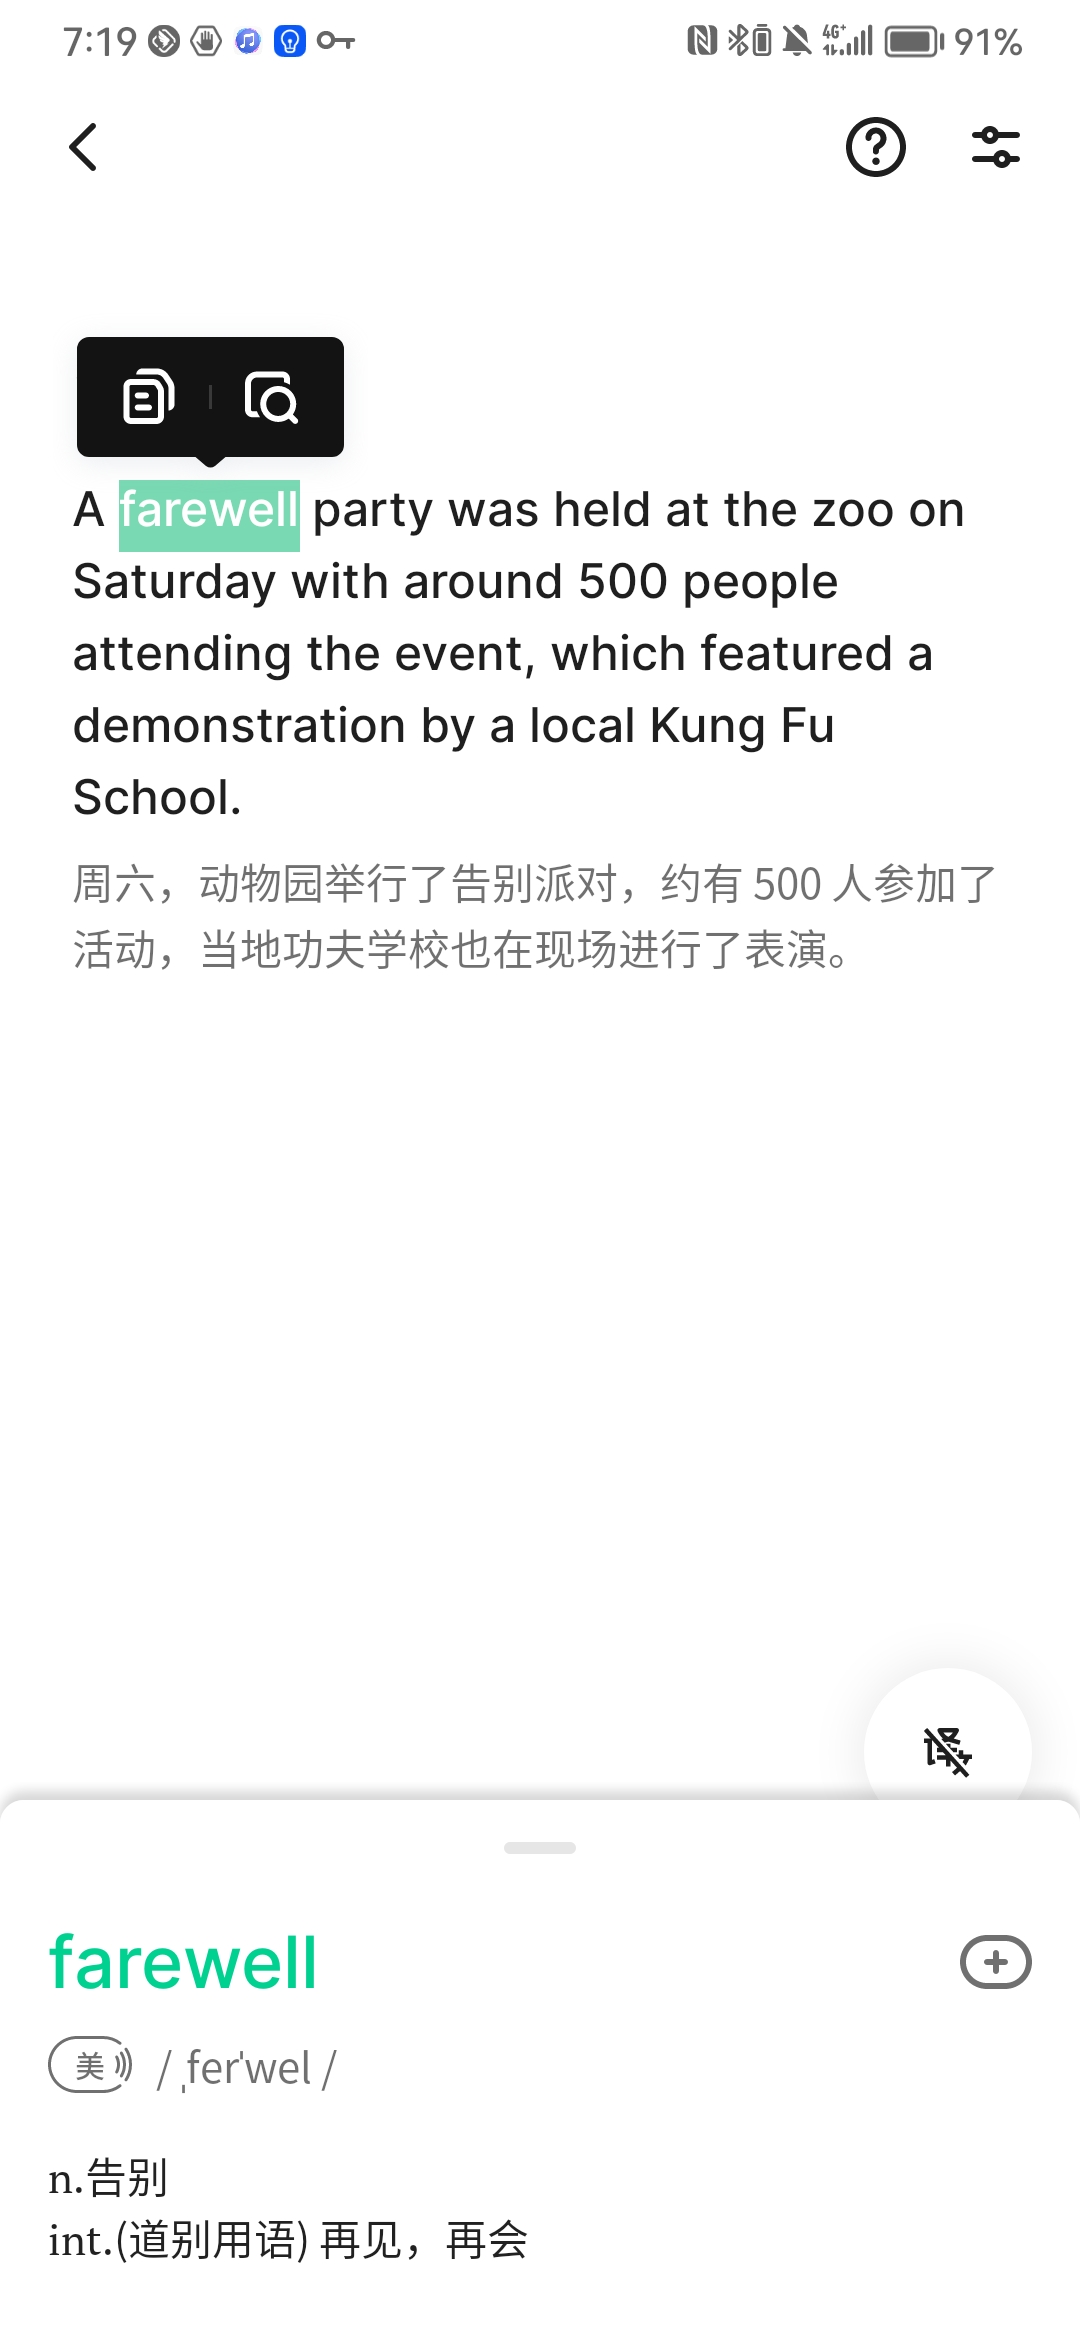 7:19
4G+
91%
A farewell party was held at the zoo on
Saturday with around 500 people
attending the event, which featured a
demonstration by a local Kung Fu
School.
周六，动物园举行了告别派对，约有 500 人参加了
活动，当地功夫学校也在现场进行了表演。
译
farewell
美 / ˌferˈwel /
n.告别
int.(道别用语) 再见，再会